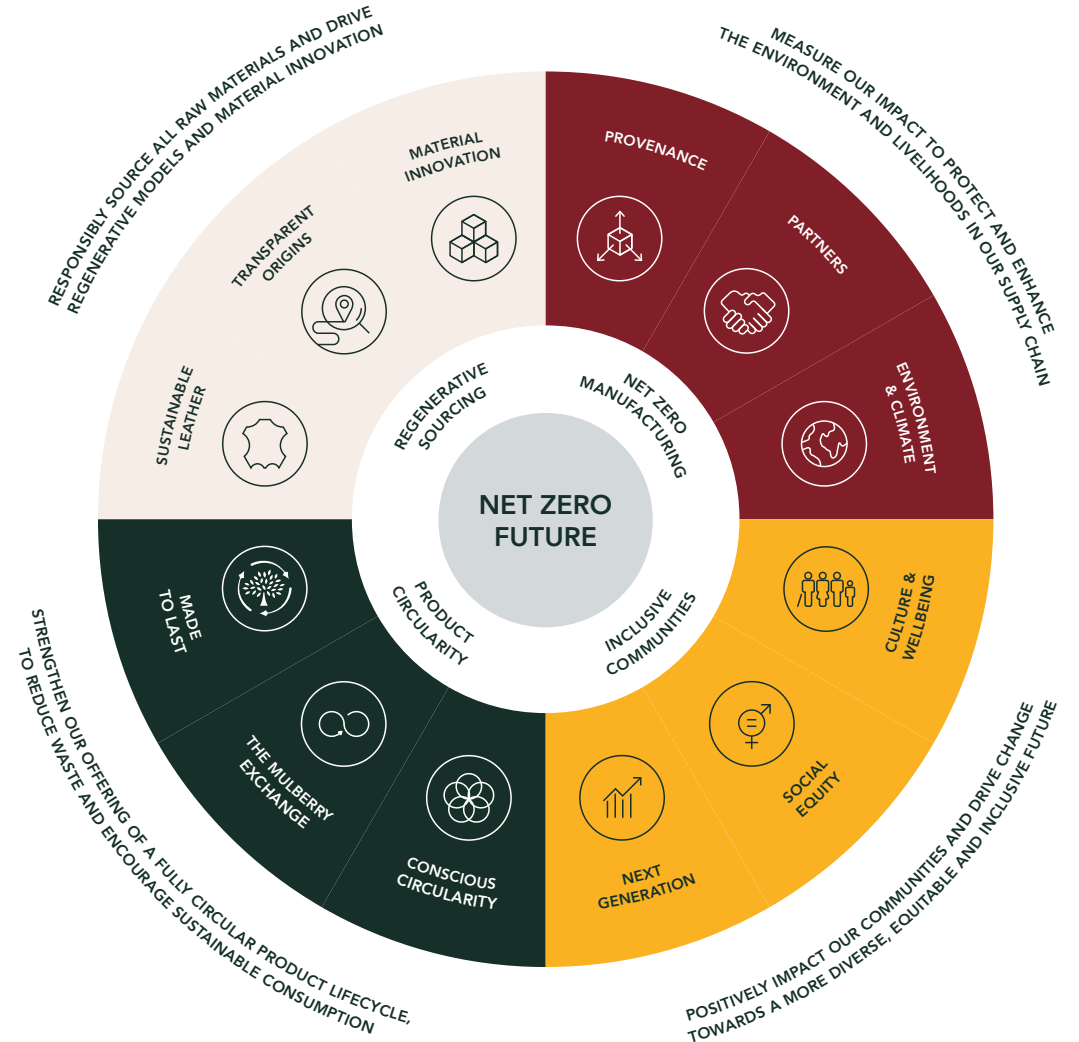 RESPONSIBLY SOURCE ALL RAW MATERIALS AND DRIVE
REGENERATIVE MODELS AND MATERIAL INNOVATION
MEASURE OUR IMPACT TO PROTECT AND ENHANCE
THE ENVIRONMENT AND LIVELIHOODS IN OUR SUPPLY CHAIN
MATERIAL
INNOVATION
TRANSPARENT
ORIGINS
SUSTAINABLE
LEATHER
PROVENANCE
PARTNERS
ENVIRONMENT
& CLIMATE
REGENERATIVE
SOURCING
NET ZERO
MANUFACTURING
NET ZERO
FUTURE
PRODUCT
CIRCULARITY
INCLUSIVE
COMMUNITIES
MADE
TO LAST
THE MULBERRY
EXCHANGE
CONSCIOUS
CIRCULARITY
CULTURE &
WELLBEING
SOCIAL
EQUITY
NEXT
GENERATION
STRENGTHEN OUR OFFERING OF A FULLY CIRCULAR PRODUCT LIFECYCLE,
TO REDUCE WASTE AND ENCOURAGE SUSTAINABLE CONSUMPTION
POSITIVELY IMPACT OUR COMMUNITIES AND DRIVE CHANGE
TOWARDS A MORE DIVERSE, EQUITABLE AND INCLUSIVE FUTURE